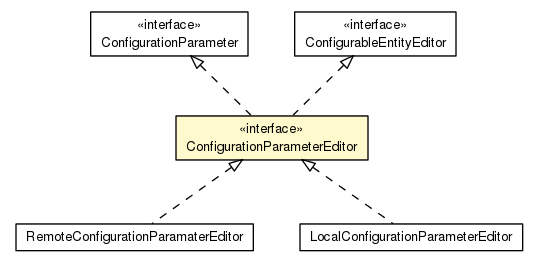 «interface»
ConfigurationParameter
«interface»
ConfigurableEntityEditor
«interface»
ConfigurationParameterEditor
RemoteConfigurationParamaterEditor
LocalConfigurationParameterEditor